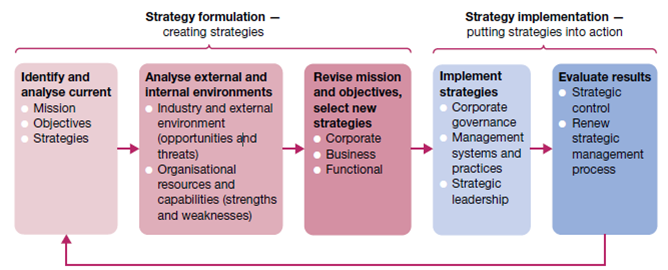 Strategy formulation —
creating strategies
Strategy implementation —
putting strategies into action
Identify and
analyse current
Mission
Objectives
Strategies
Analyse external and
internal environments
Industry and external
environment
(opportunities and
threats)
Organisational
resources and
capabilities (strengths
and weaknesses)
Revise mission
and objectives,
select new
strategies
Corporate
Business
Functional
Implement
strategies
Corporate
governance
Management
systems and
practices
Strategic
leadership
Evaluate results
Strategic
control
Renew
strategic
management
process